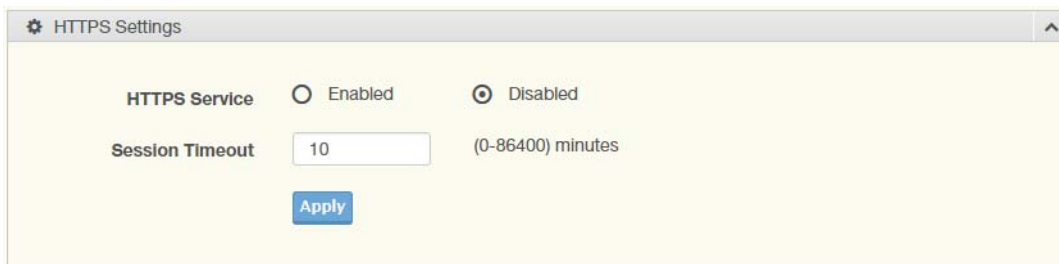 HTTPS Settings
HTTPS Service Enabled Disabled
Session Timeout 10 (0-86400) minutes
Apply